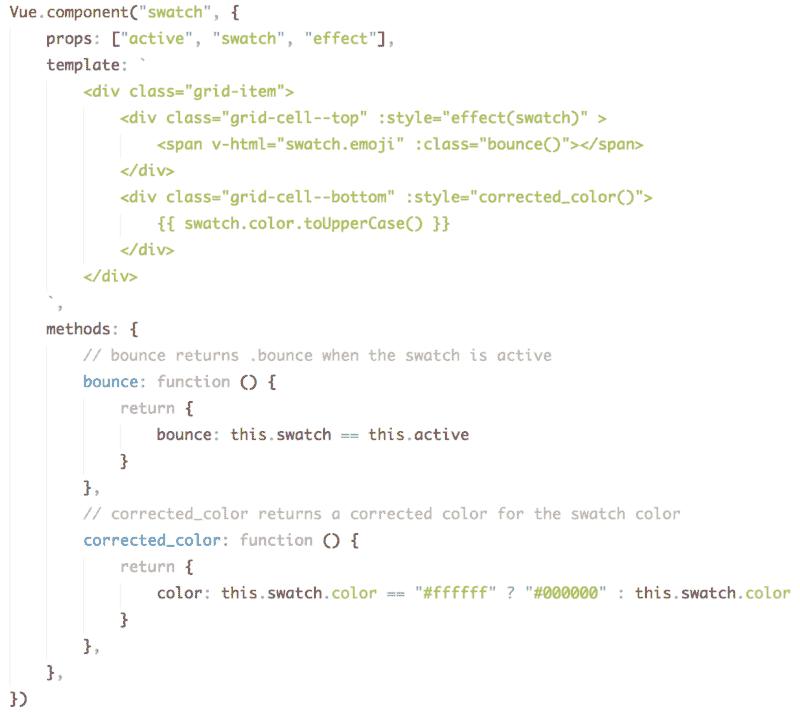 Vue.component("swatch", {
    props: ["active", "swatch", "effect"],
    template: `
        <div class="grid-item">
            <div class="grid-cell--top" :style="effect(swatch)" >
                <span v-html="swatch.emoji" :class="bounce()"></span>
            </div>
            <div class="grid-cell--bottom" :style="corrected_color()">
                {{ swatch.color.toUpperCase() }}
            </div>
        </div>
    `,
    methods: {
        // bounce returns .bounce when the swatch is active
        bounce: function () {
            return {
                bounce: this.swatch == this.active
            }
        },
        // corrected_color returns a corrected color for the swatch color
        corrected_color: function () {
            return {
                color: this.swatch.color == "#ffffff" ? "#000000" : this.swatch.color
            }
        },
    },
})